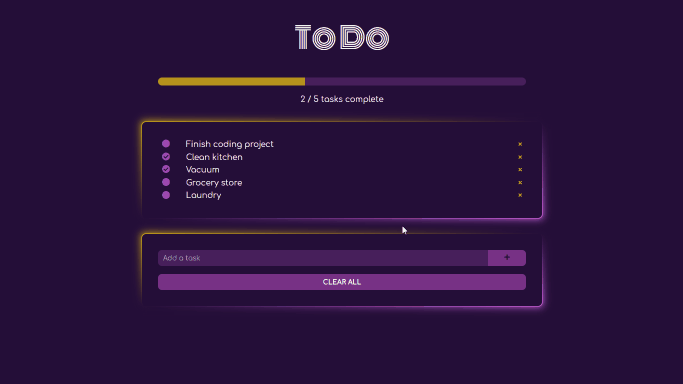 ToDo
2 / 5 tasks complete
Finish coding project ×
Clean kitchen ×
Vacuum ×
Grocery store ×
Laundry ×
Add a task +
CLEAR ALL